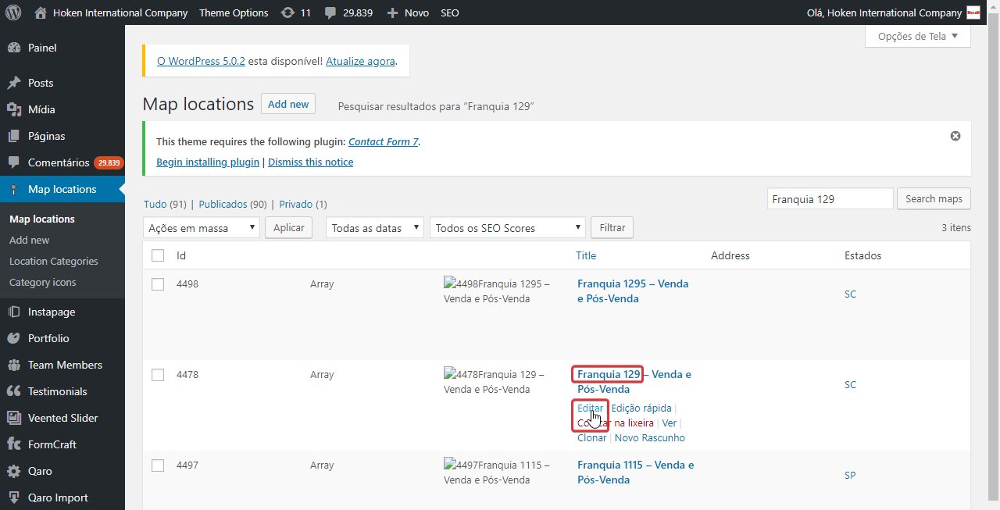 Hoken International Company Theme Options 11 29.839 Novo SEO Olá, Hoken International Company
Opções de Tela
Painel
Posts
Mídia
Páginas
Comentários 29.839
Map locations
Map locations
Add new
Location Categories
Category icons
Instapage
Portfolio
Team Members
Testimonials
Veented Slider
FormCraft
Qaro
Qaro Import
O WordPress 5.0.2 esta disponível! Atualize agora.
Map locations Add new Pesquisar resultados para “Franquia 129”
This theme requires the following plugin: Contact Form 7.
Begin installing plugin | Dismiss this notice
Tudo (91) | Publicados (90) | Privado (1)
Franquia 129 Search maps
Ações em massa Aplicar Todas as datas Todos os SEO Scores Filtrar 3 itens
Id Title Address Estados
4498 Array 4498Franquia 1295 – Franquia 1295 – Venda SC
Venda e Pós-Venda e Pós-Venda
4478 Array 4478Franquia 129 – Franquia 129 – Venda e SC
Venda e Pós-Venda Pós-Venda
Editar | Edição rápida |
Colocar na lixeira | Ver |
Clonar | Novo Rascunho
4497 Array 4497Franquia 1115 – Franquia 1115 – Venda e SP
Venda e Pós-Venda Pós-Venda